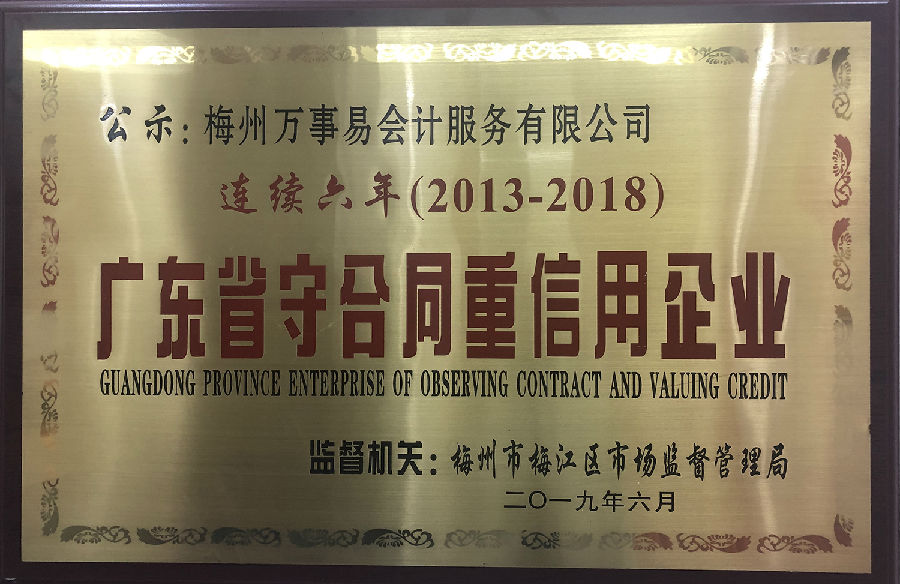 公示:梅州万事易会计服务有限公司
连续六年(2013-2018)
广东省守合同重信用企业
GUANGDONG PROVINCE ENTERPRISE OF OBSERVING CONTRACT AND VALUING CREDIT
监督机关:梅州市梅江区市场监督管理局
二〇一九年六月